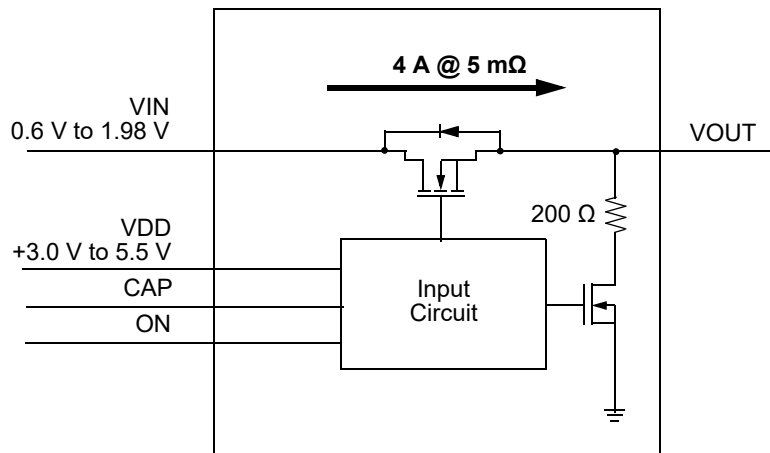 4 A @ 5 mΩ
VIN
0.6 V to 1.98 V
VOUT
200 Ω
VDD
+3.0 V to 5.5 V
CAP
ON
Input
Circuit